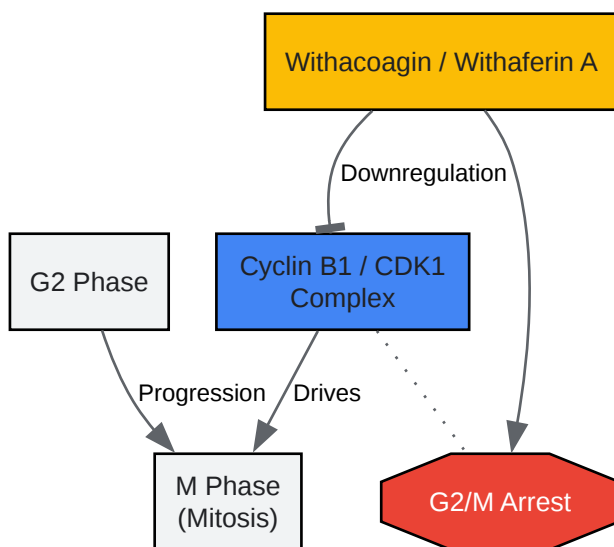 Withacoagin / Withaferin A
Downregulation
G2 Phase
Cyclin B1 / CDK1
Complex
Progression
Drives
M Phase
(Mitosis)
G2/M Arrest